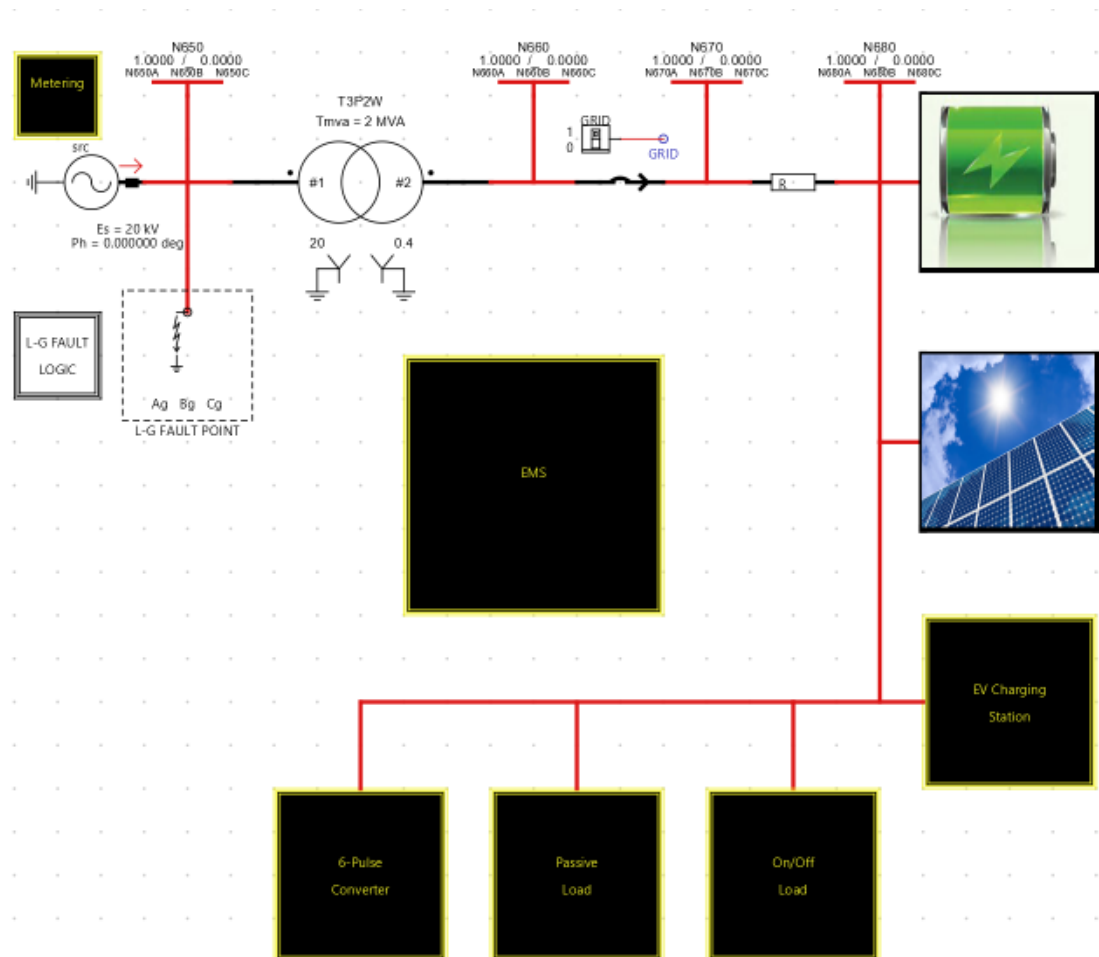 N650
1.0000 / 0.0000
N650A N650B N650C
N660
1.0000 / 0.0000
N660A N660B N660C
N670
1.0000 / 0.0000
N670A N670B N670C
N680
1.0000 / 0.0000
N680A N680B N680C
Metering
src
Es = 20 kV
Ph = 0.000000 deg
T3P2W
Tmva = 2 MVA
#1
#2
20
0.4
GRID
1
0
GRID
R
L-G FAULT
LOGIC
Ag Bg Cg
L-G FAULT POINT
EMS
EV Charging
Station
6-Pulse
Converter
Passive
Load
On/Off
Load